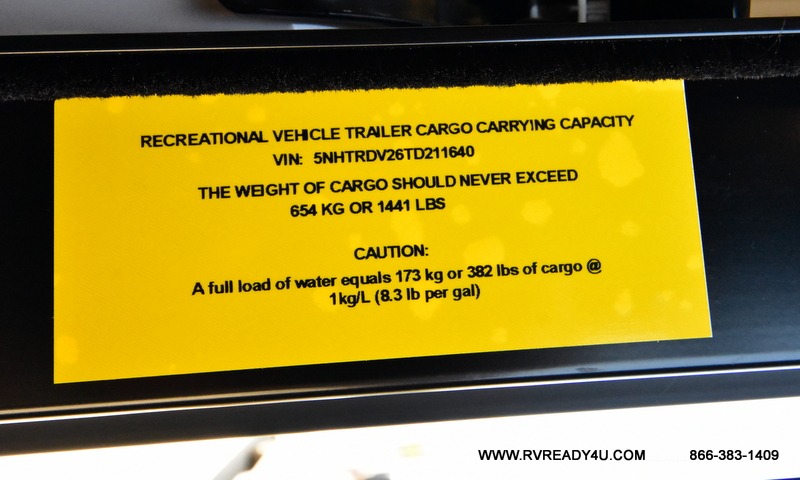 RECREATIONAL VEHICLE TRAILER CARGO CARRYING CAPACITY
VIN: 5NHTRDV26TD211640
THE WEIGHT OF CARGO SHOULD NEVER EXCEED
654 KG OR 1441 LBS
CAUTION:
A full load of water equals 173 kg or 382 lbs of cargo @
1kg/L (8.3 lb per gal)
WWW.RVREADY4U.COM 866-383-1409